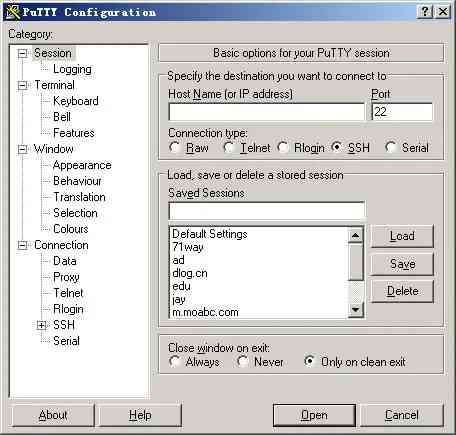 PuTTY Configuration
Category:
Session
Logging
Terminal
Keyboard
Bell
Features
Window
Appearance
Behaviour
Translation
Selection
Colours
Connection
Data
Proxy
Telnet
Rlogin
SSH
Serial
Basic options for your PuTTY session
Specify the destination you want to connect to
Host Name (or IP address) Port
22
Connection type:
Raw Telnet Rlogin SSH Serial
Load, save or delete a stored session
Saved Sessions
Default Settings
71way
ad
dlog.cn
edu
jay
m.moabc.com
Load
Save
Delete
Close window on exit:
Always Never Only on clean exit
About Help Open Cancel